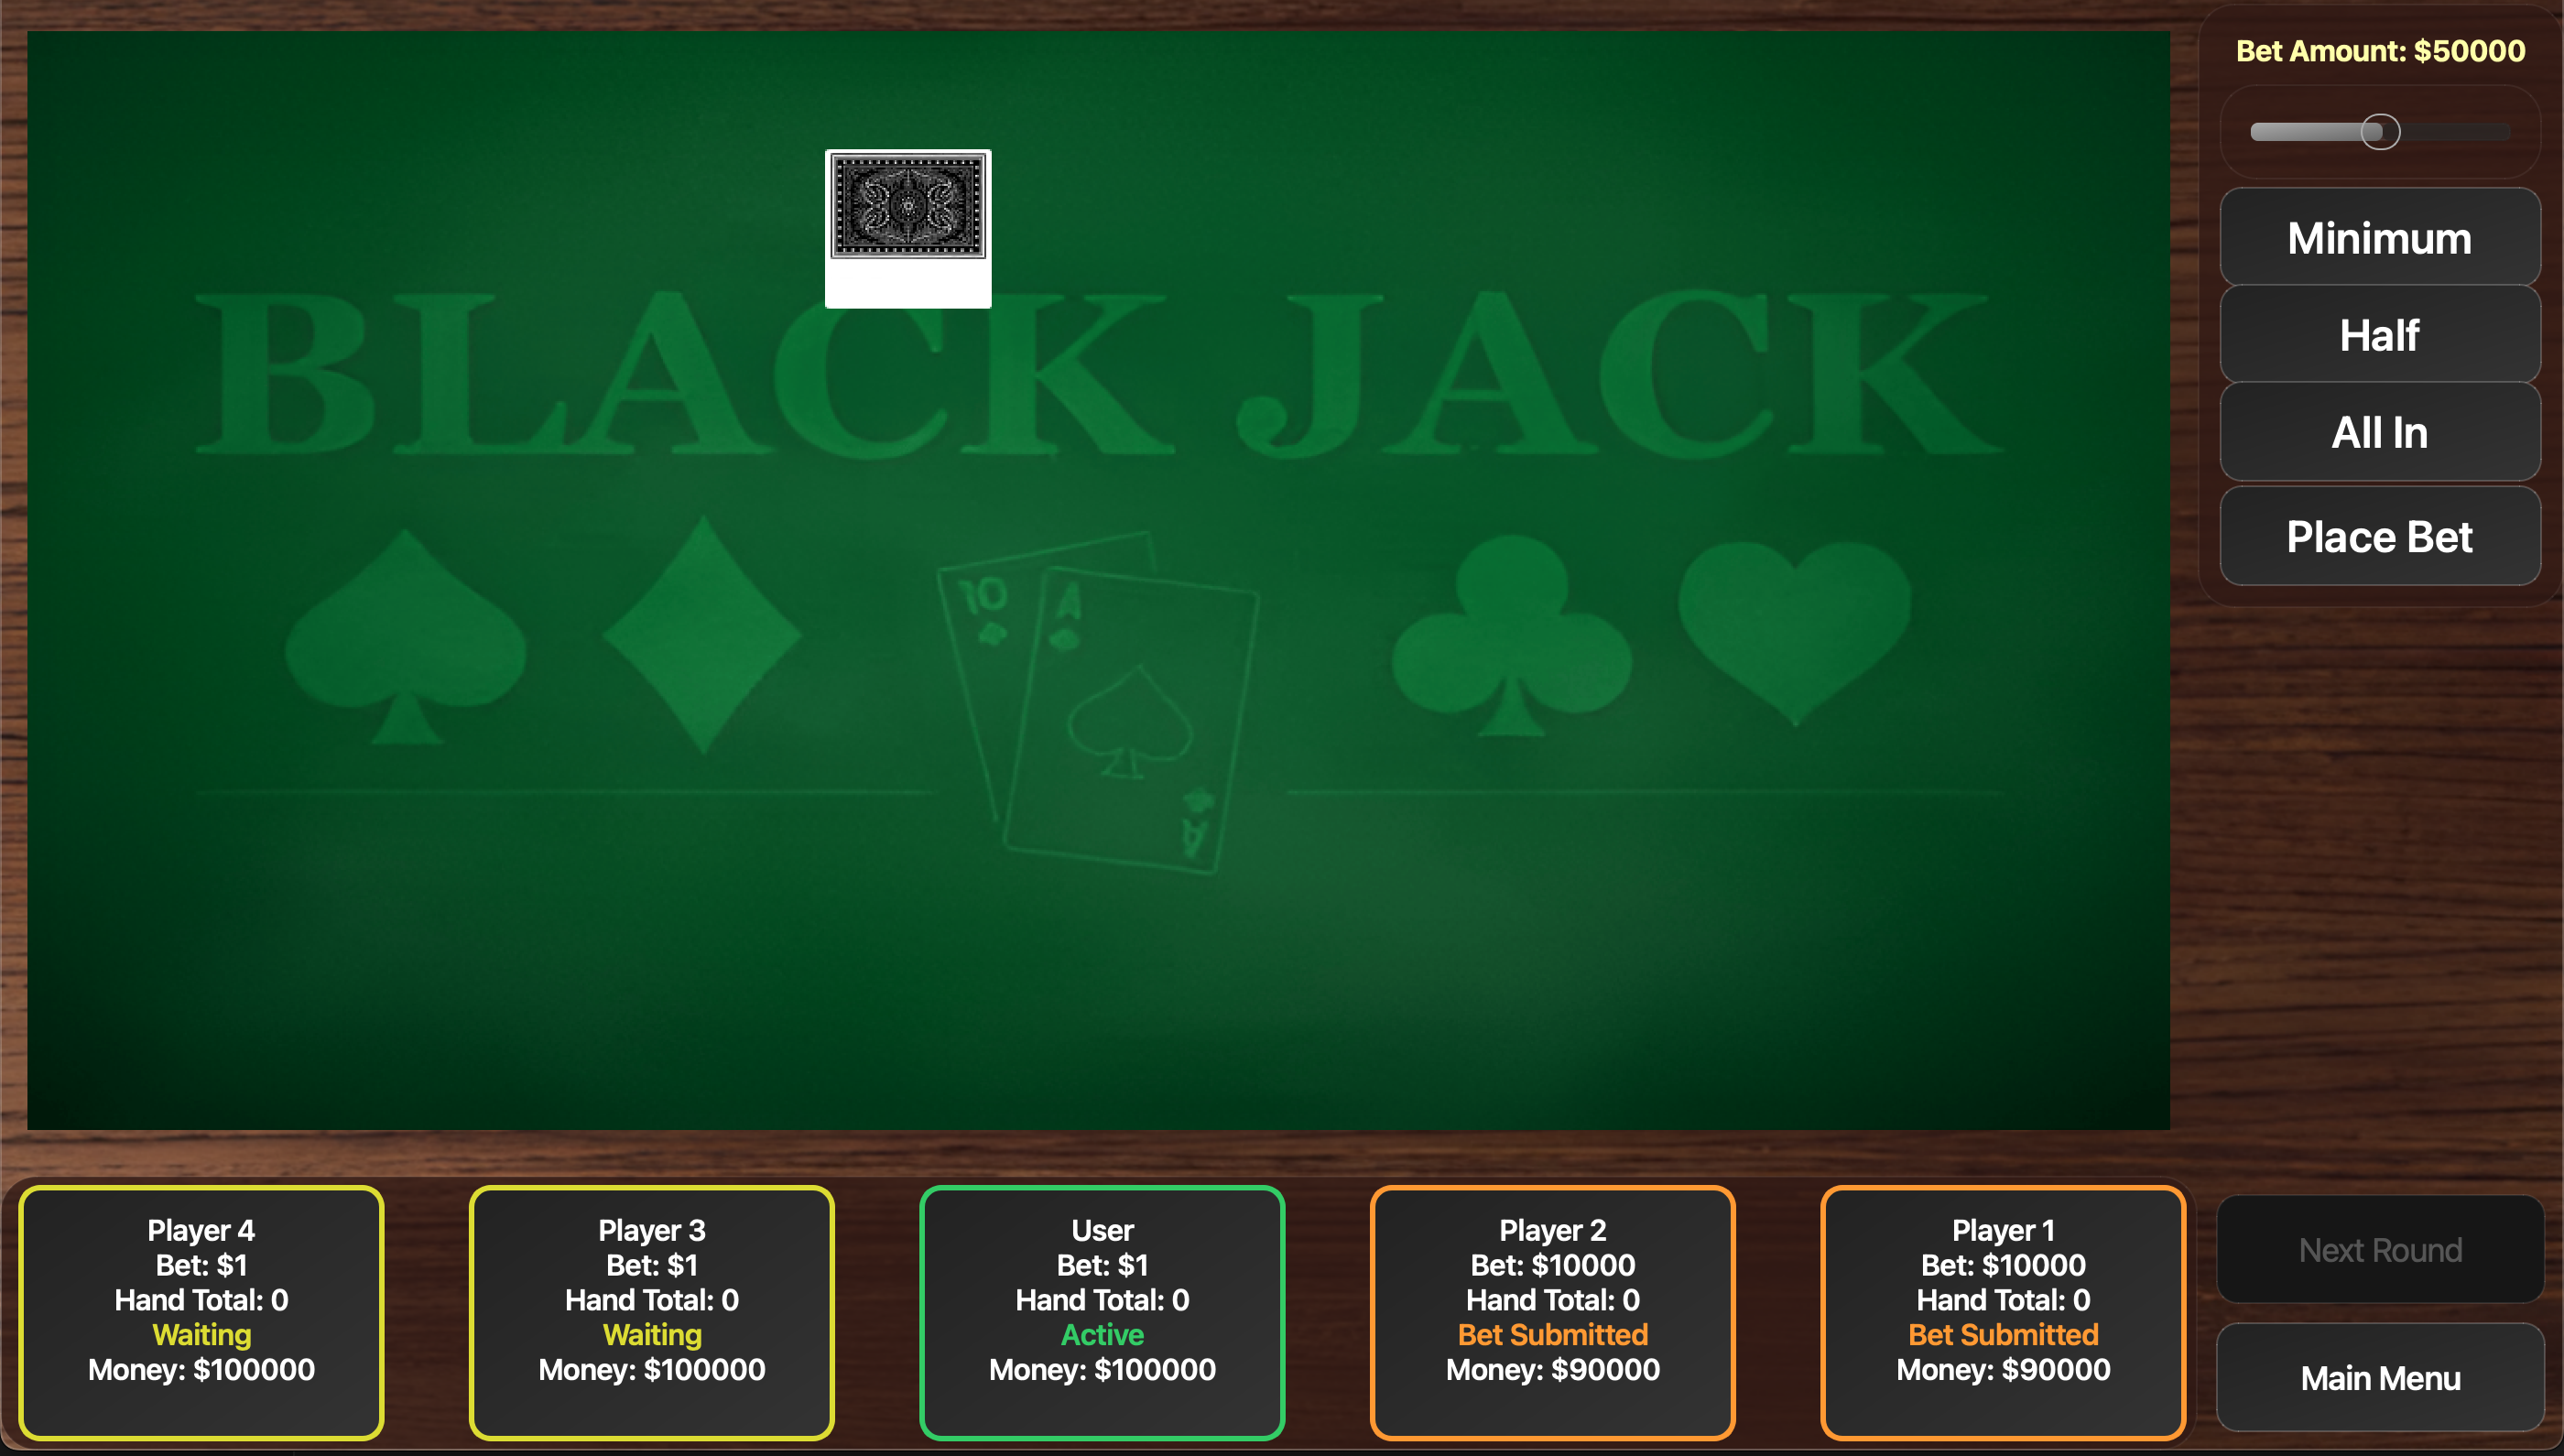 Bet Amount: $50000
Minimum
Half
All In
Place Bet
BLACK JACK
10
A
A
Player 4
Bet: $1
Hand Total: 0
Waiting
Money: $100000
Player 3
Bet: $1
Hand Total: 0
Waiting
Money: $100000
User
Bet: $1
Hand Total: 0
Active
Money: $100000
Player 2
Bet: $10000
Hand Total: 0
Bet Submitted
Money: $90000
Player 1
Bet: $10000
Hand Total: 0
Bet Submitted
Money: $90000
Next Round
Main Menu